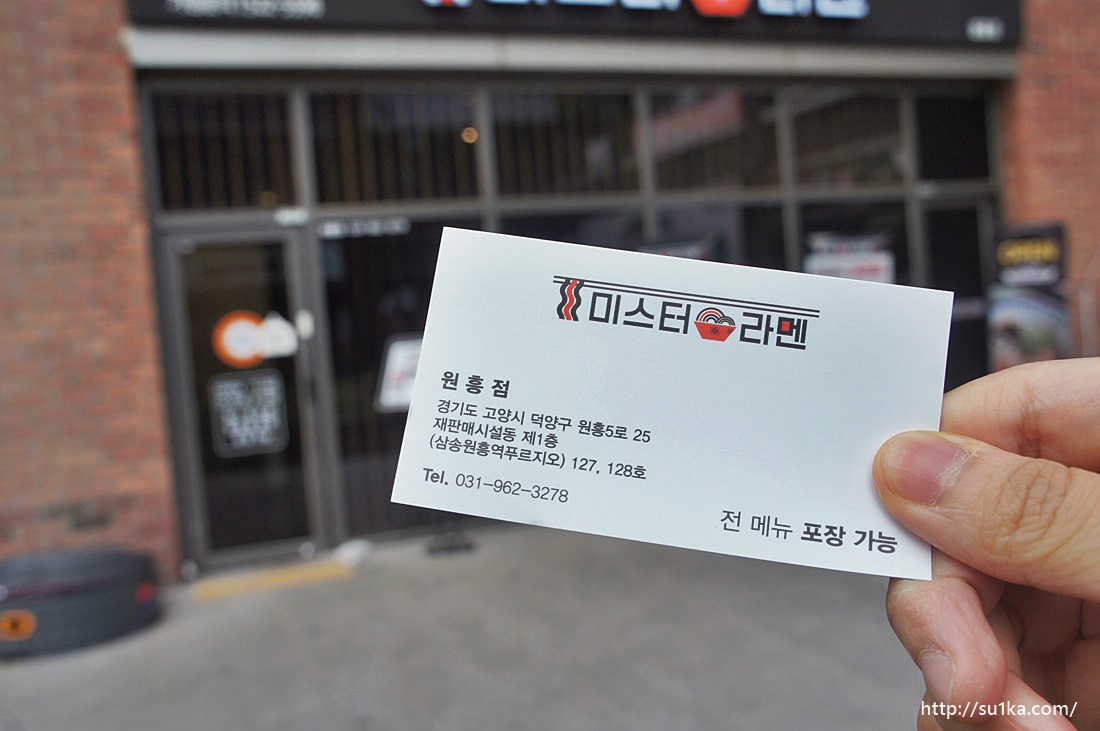 미스터라멘
원흥점
경기도 고양시 덕양구 원흥5로 25
재판매시설동 제1층
(삼송원흥역푸르지오) 127, 128호
Tel. 031-962-3278
전 메뉴 포장 가능
http://su1ka.com/